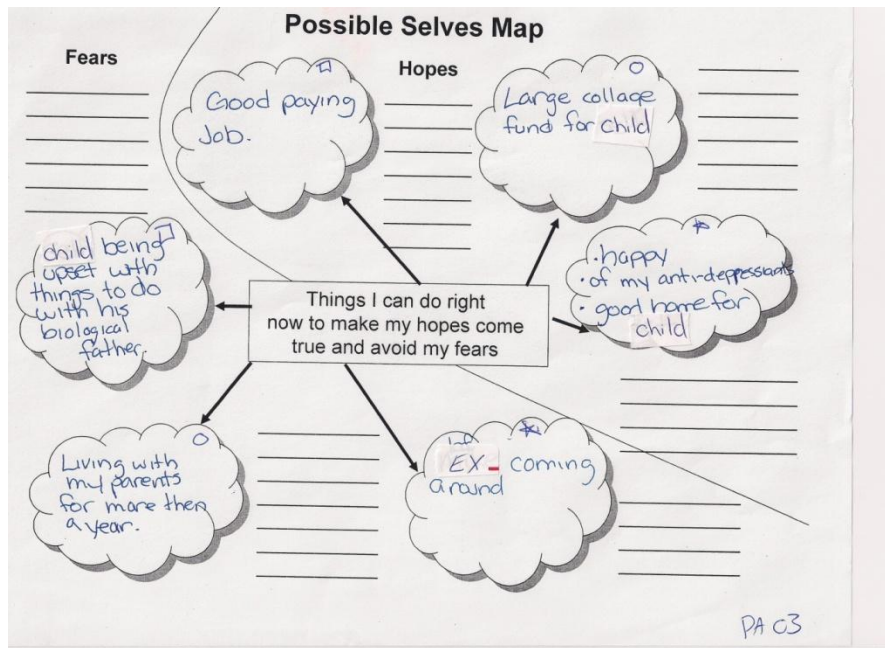 Possible Selves Map
Fears
Hopes
Good paying
Job.
Large collage
fund for child
child being
upset with
things, to do
with his
biological
father.
Things I can do right
now to make my hopes come
true and avoid my fears
• happy
• of my anti-depressiants
• good home for
child
Living with
my parents
for more then
a year.
EX coming
around
PA 03